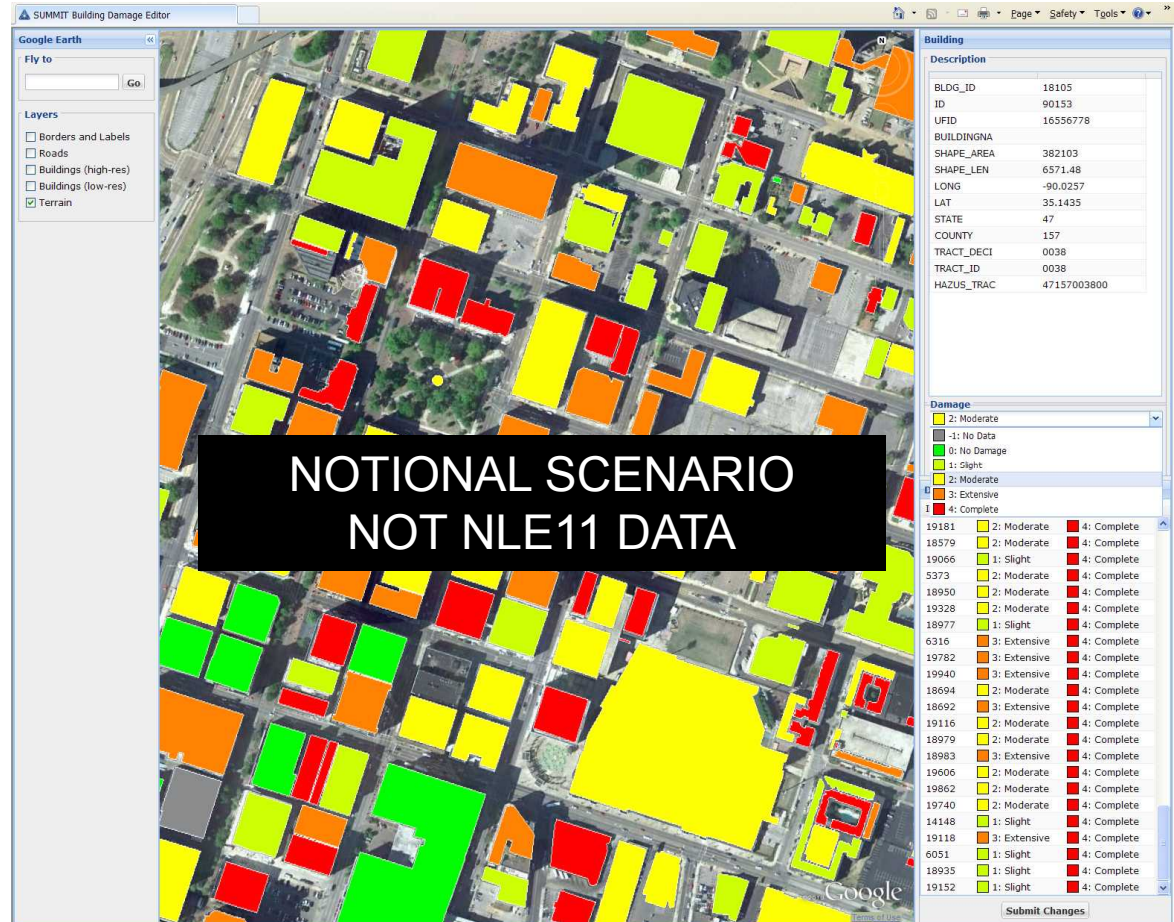 SUMMIT Building Damage Editor
Page Safety Tools
Google Earth
Fly to
Go
Layers
Borders and Labels
Roads
Buildings (high-res)
Buildings (low-res)
Terrain
N
NOTIONAL SCENARIO
NOT NLE11 DATA
Google
Terms of Use
Building
Description
BLDG_ID 18105
ID 90153
UFID 16556778
BUILDINGNA
SHAPE_AREA 382103
SHAPE_LEN 6571.48
LONG -90.0257
LAT 35.1435
STATE 47
COUNTY 157
TRACT_DECI 0038
TRACT_ID 0038
HAZUS_TRAC 47157003800
Damage
2: Moderate
-1: No Data
0: No Damage
1: Slight
2: Moderate
3: Extensive
4: Complete
19181 2: Moderate 4: Complete
18579 2: Moderate 4: Complete
19066 1: Slight 4: Complete
5373 2: Moderate 4: Complete
18950 2: Moderate 4: Complete
19328 2: Moderate 4: Complete
18977 1: Slight 4: Complete
6316 3: Extensive 4: Complete
19782 3: Extensive 4: Complete
19940 3: Extensive 4: Complete
18694 2: Moderate 4: Complete
18692 3: Extensive 4: Complete
19116 2: Moderate 4: Complete
18979 2: Moderate 4: Complete
18983 3: Extensive 4: Complete
19606 2: Moderate 4: Complete
19862 2: Moderate 4: Complete
19740 2: Moderate 4: Complete
14148 1: Slight 4: Complete
19118 3: Extensive 4: Complete
6051 1: Slight 4: Complete
18935 1: Slight 4: Complete
19152 1: Slight 4: Complete
Submit Changes